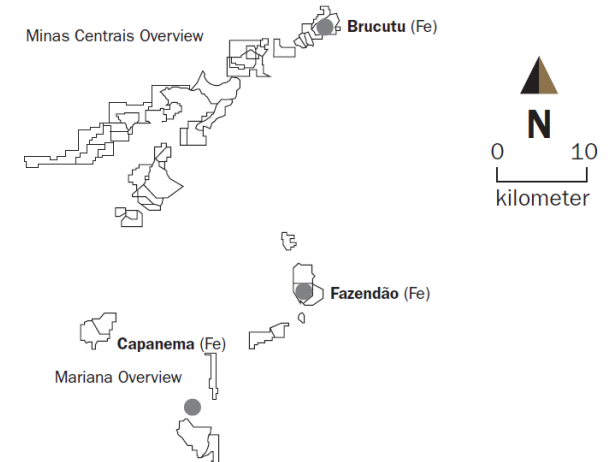 Minas Centrais Overview
Brucutu (Fe)
N
0 10
kilometer
Fazendão (Fe)
Capanema (Fe)
Mariana Overview